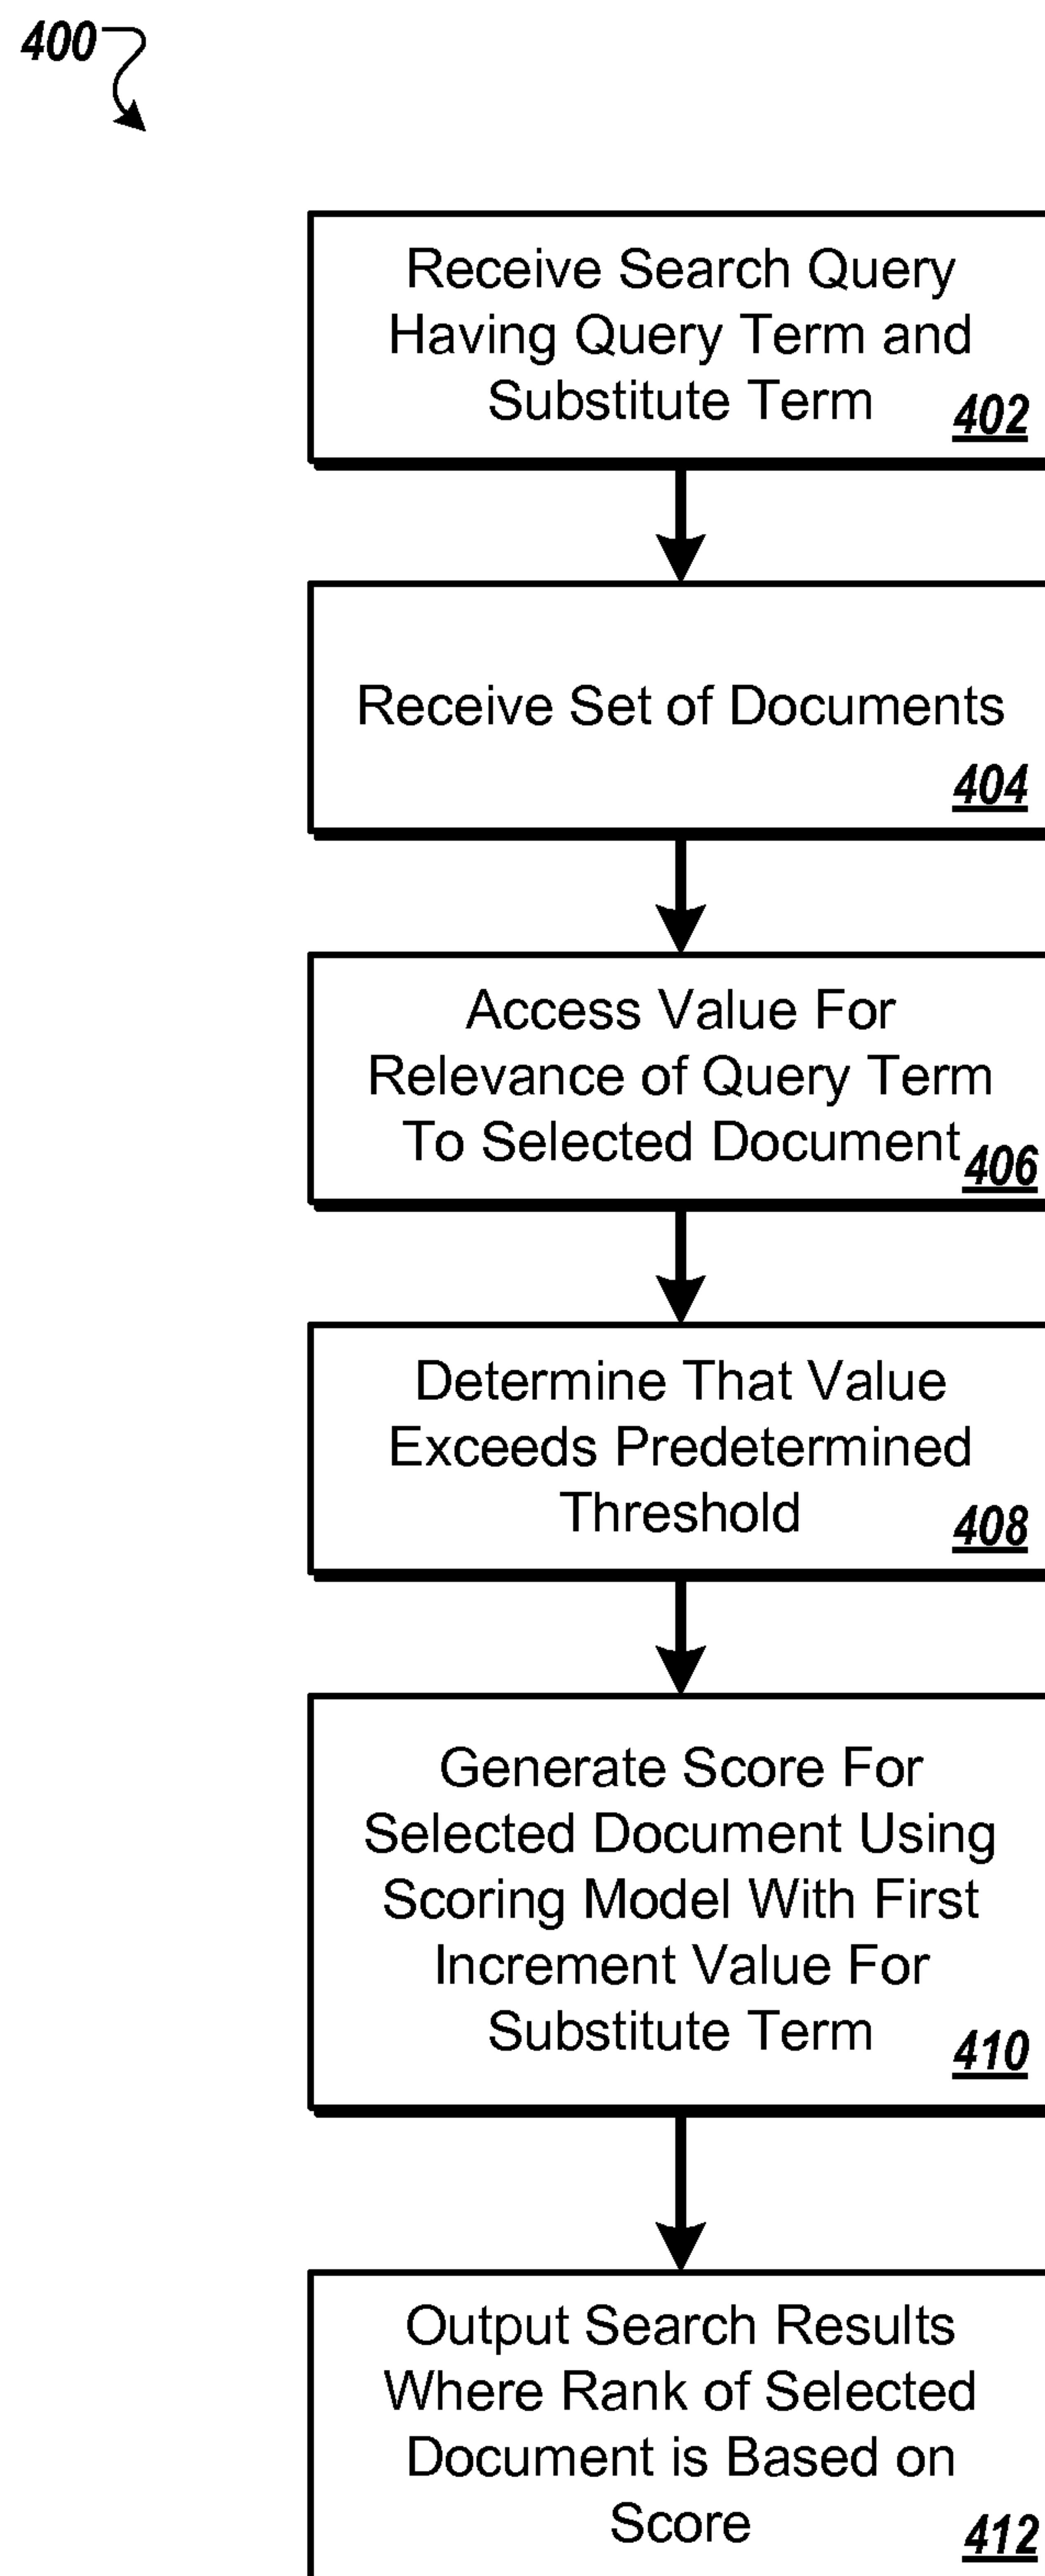 400
Receive Search Query
Having Query Term and
Substitute Term
402
Receive Set of Documents
404
Access Value For
Relevance of Query Term
To Selected Document
406
Determine That Value
Exceeds Predetermined
Threshold
408
Generate Score For
Selected Document Using
Scoring Model With First
Increment Value For
Substitute Term
410
Output Search Results
Where Rank of Selected
Document is Based on
Score
412